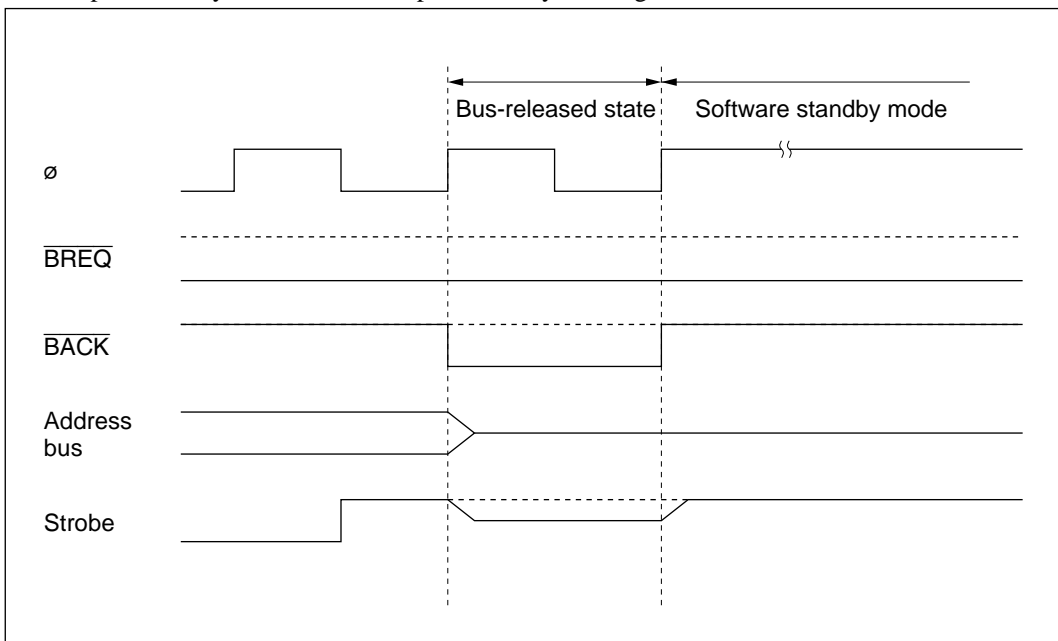 Bus-released state Software standby mode
ø
BREQ
BACK
Address
bus
Strobe